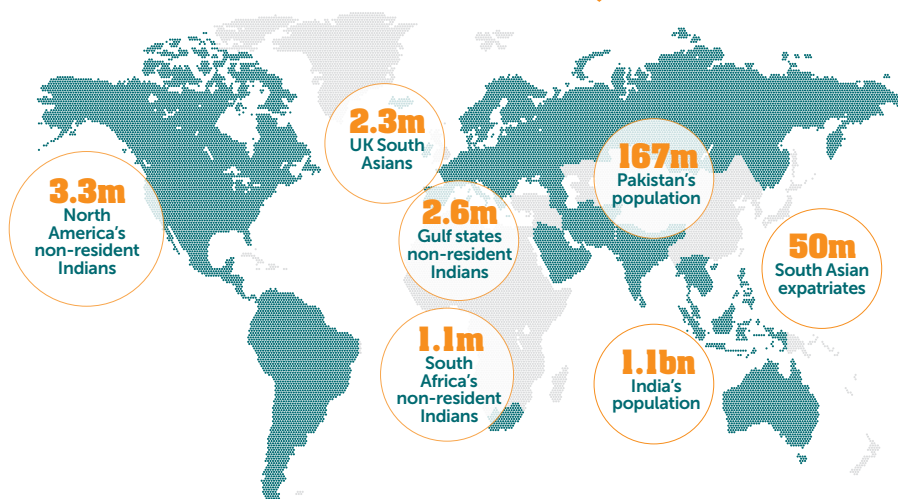 2.3m
UK South
Asians
3.3m
North
America's
non-resident
Indians
2.6m
Gulf states
non-resident
Indians
167m
Pakistan's
population
50m
South Asian
expatriates
1.1m
South
Africa's
non-resident
Indians
1.1bn
India's
population